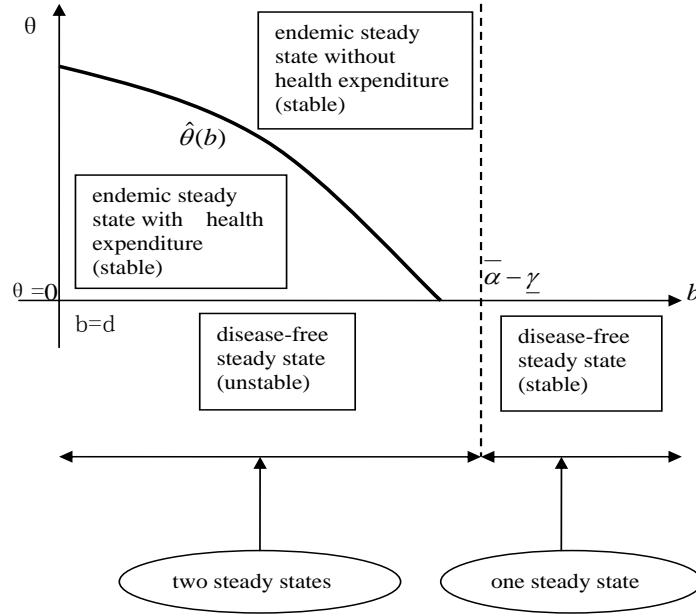 θ
endemic steady
state without
health expenditure
(stable)
θ̂(b)
endemic steady
state with health
expenditure
(stable)
α̅ − γ̲
θ=0
b
b=d
disease-free
steady state
(unstable)
disease-free
steady state
(stable)
two steady states
one steady state